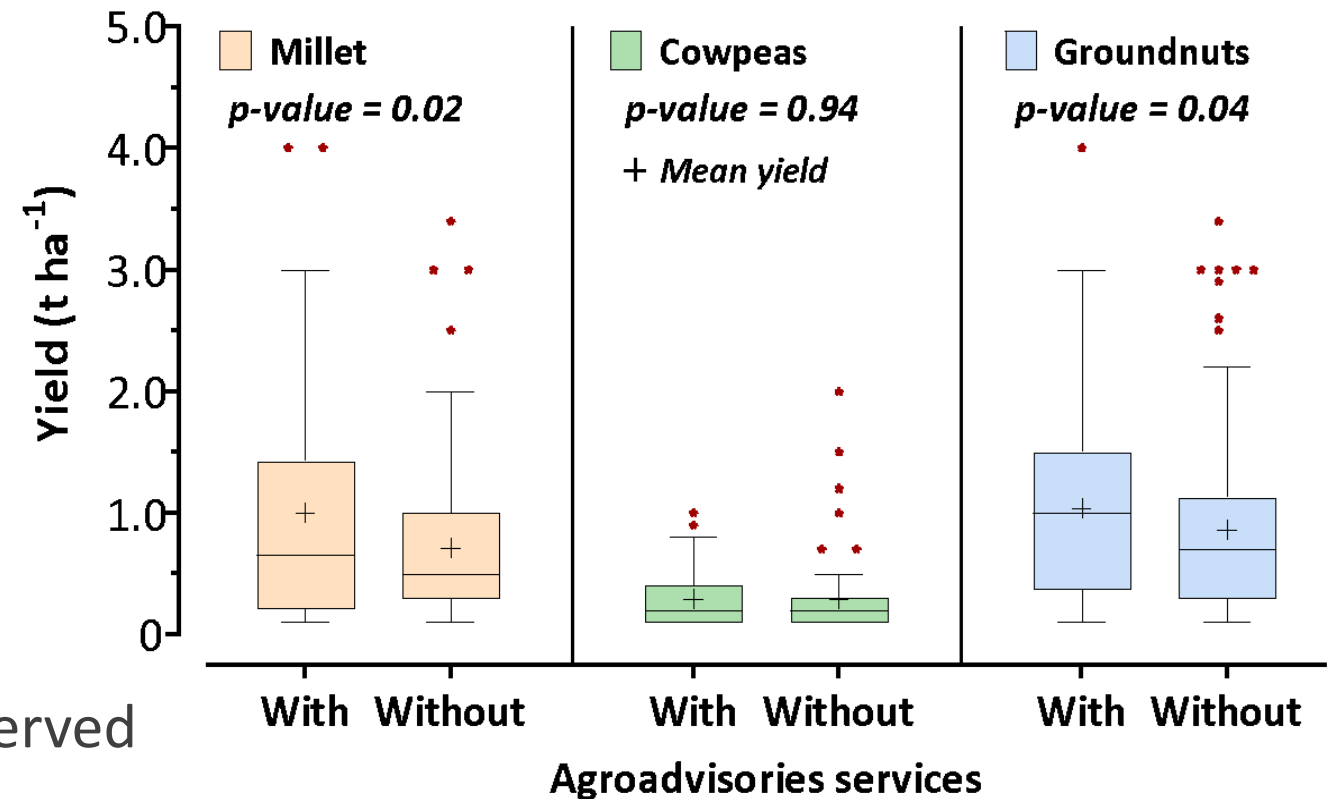 5.0
4.0
3.0
2.0
1.0
0
Yield (t ha⁻¹)
Millet
p-value = 0.02
Cowpeas
p-value = 0.94
+ Mean yield
Groundnuts
p-value = 0.04
With Without With Without With Without
Agroadvisories services
erved